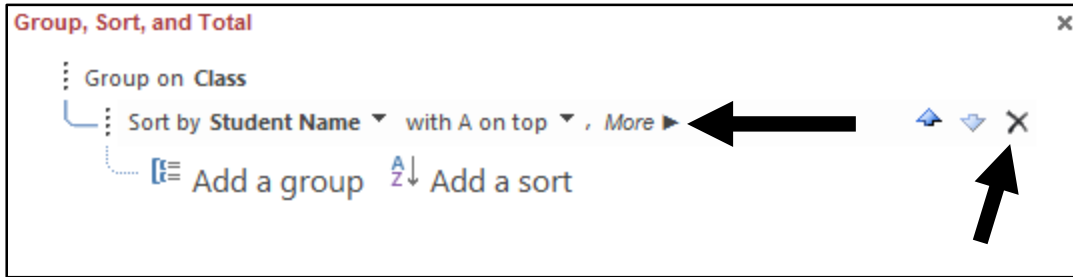 Group, Sort, and Total
Group on Class
Sort by Student Name with A on top , More
Add a group A Z Add a sort